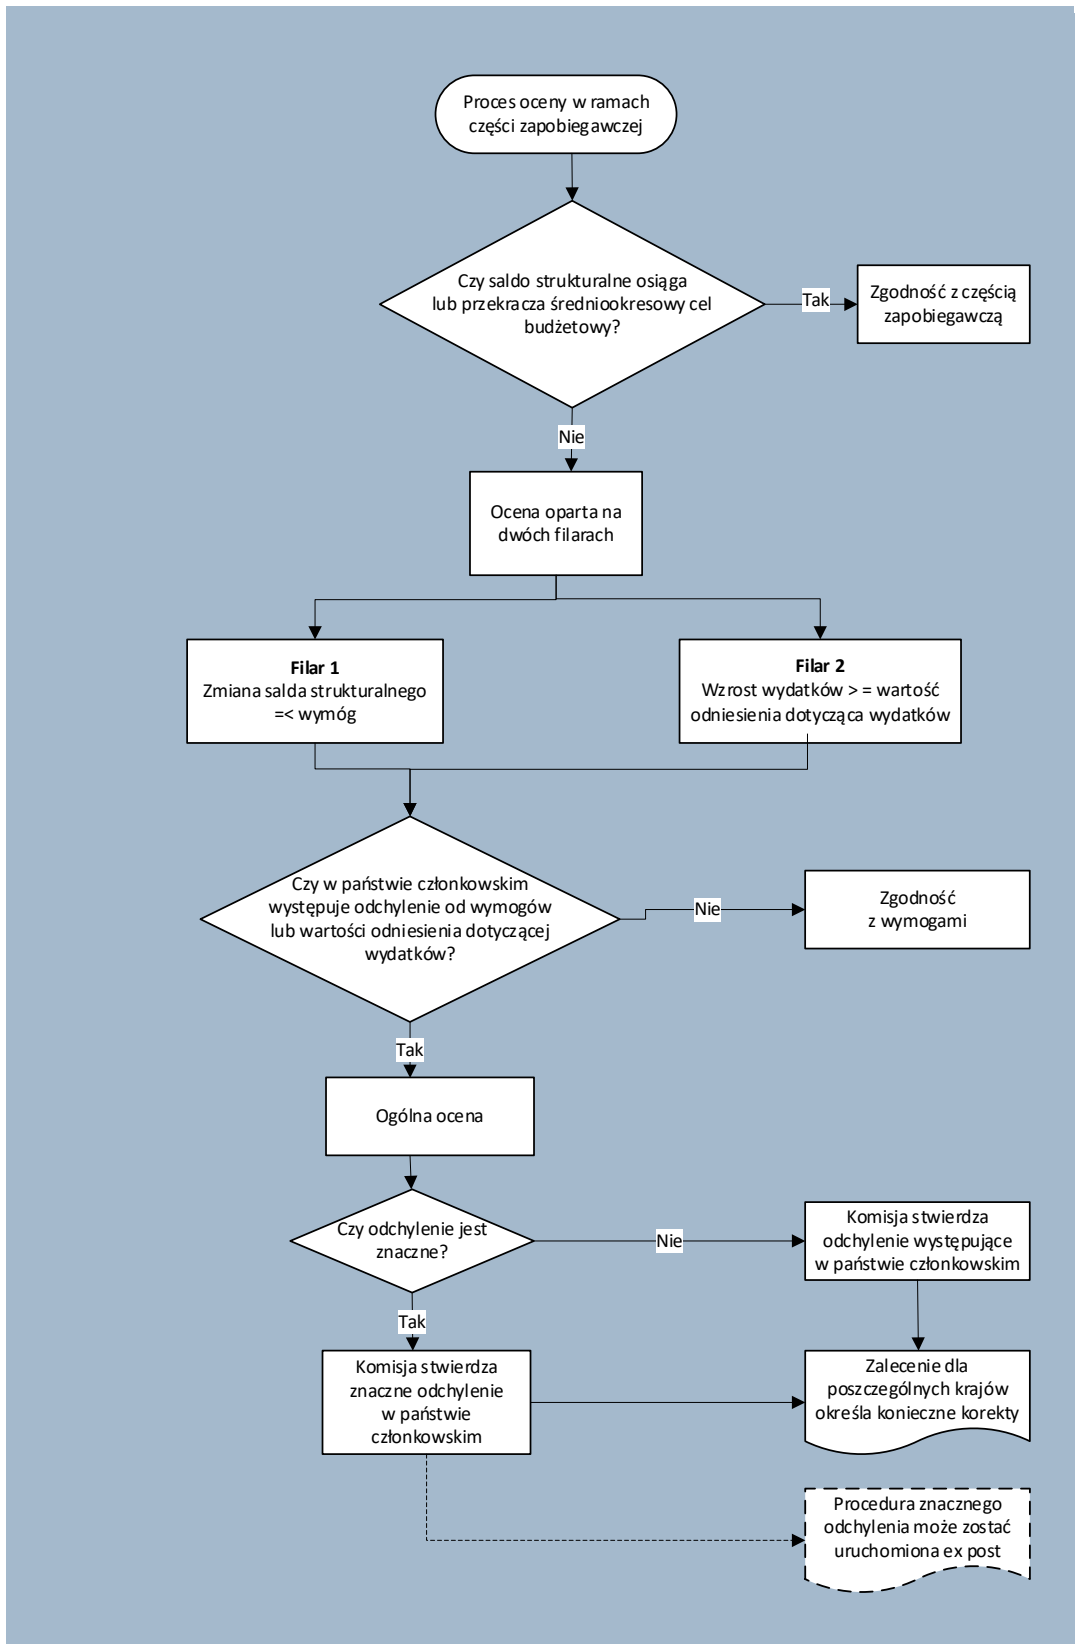 Proces oceny w ramach
części zapobiegawczej
Czy saldo strukturalne osiąga
lub przekracza średniookresowy cel
budżetowy?
Tak
Zgodność z częścią
zapobiegawczą
Nie
Ocena oparta na
dwóch filarach
Filar 1
Zmiana salda strukturalnego
=< wymóg
Filar 2
Wzrost wydatków > = wartość
odniesienia dotycząca wydatków
Czy w państwie członkowskim
występuje odchylenie od wymogów
lub wartości odniesienia dotyczącej
wydatków?
Nie
Zgodność
z wymogami
Tak
Ogólna ocena
Czy odchylenie jest
znaczne?
Nie
Komisja stwierdza
odchylenie występujące
w państwie członkowskim
Tak
Komisja stwierdza
znaczne odchylenie
w państwie
członkowskim
Zalecenie dla
poszczególnych krajów
określa konieczne korekty
Procedura znacznego
odchylenia może zostać
uruchomiona ex post